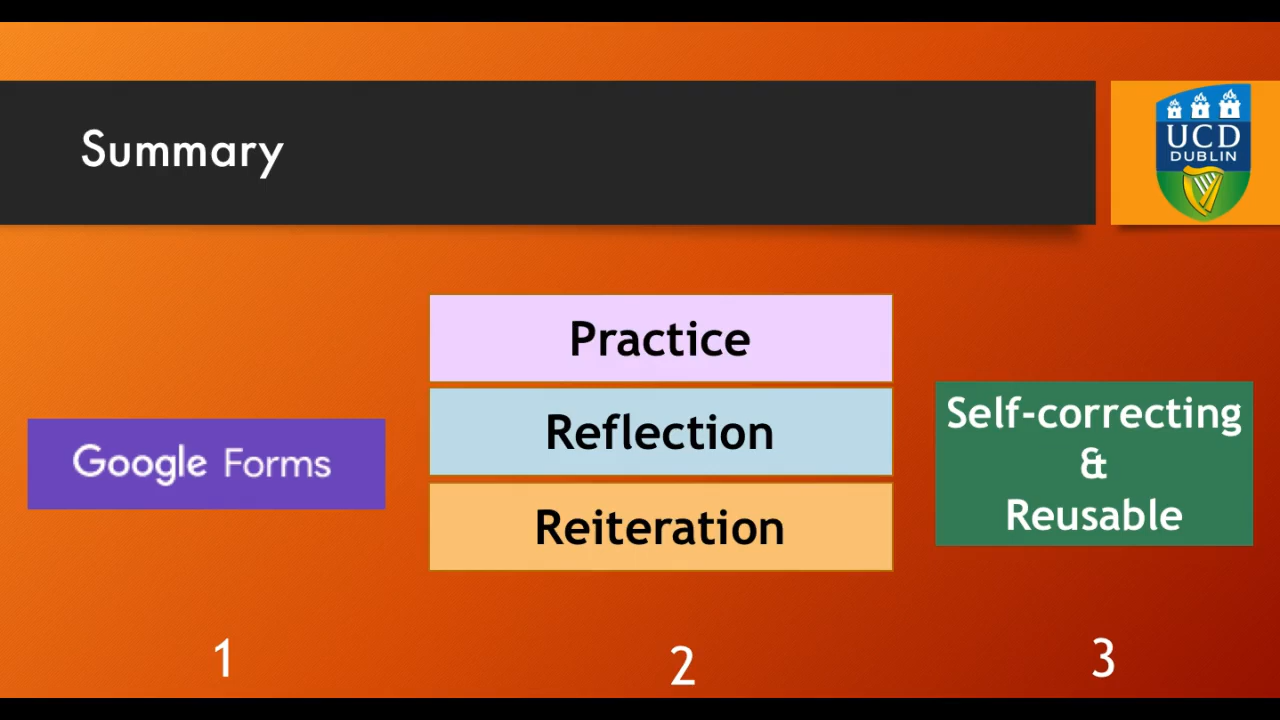 Summary
UCD
DUBLIN
Google Forms
Practice
Reflection
Reiteration
Self-correcting
&
Reusable
1
2
3